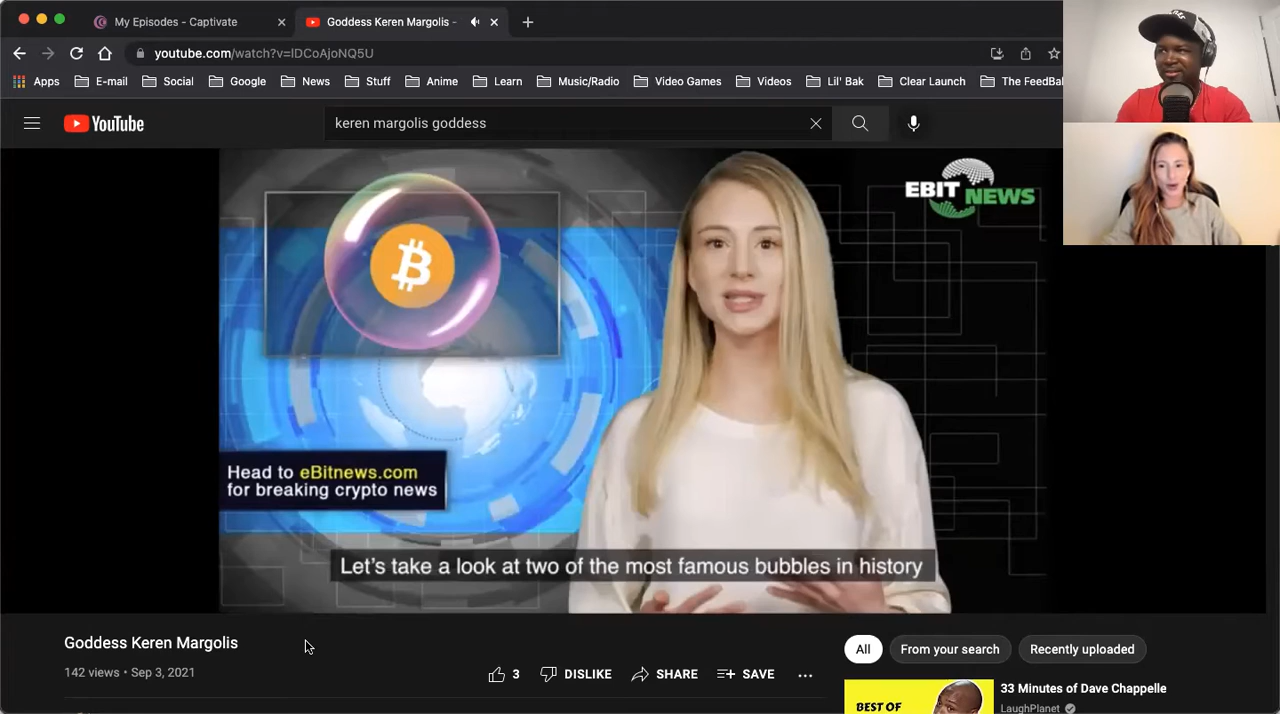 My Episodes - Captivate
Goddess Keren Margolis -
youtube.com/watch?v=IDCoAjoNQ5U
Apps E-mail Social Google News Stuff Anime Learn Music/Radio Video Games Videos Lil' Bak Clear Launch The FeedBa
YouTube
keren margolis goddess
EBIT NEWS
Head to eBitnews.com
for breaking crypto news
Let's take a look at two of the most famous bubbles in history
Goddess Keren Margolis
142 views • Sep 3, 2021
3 DISLIKE SHARE SAVE
All From your search Recently uploaded
BEST OF
33 Minutes of Dave Chappelle
LaughPlanet